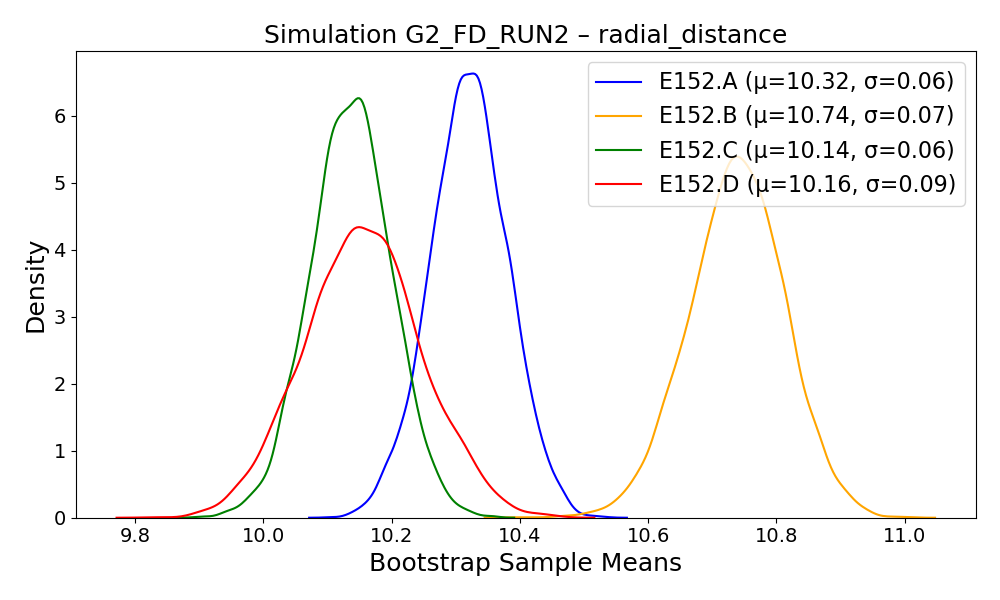 Simulation G2_FD_RUN2 – radial_distance
E152.A (μ=10.32, σ=0.06)
E152.B (μ=10.74, σ=0.07)
E152.C (μ=10.14, σ=0.06)
E152.D (μ=10.16, σ=0.09)
Density
6
5
4
3
2
1
0
9.8 10.0 10.2 10.4 10.6 10.8 11.0
Bootstrap Sample Means